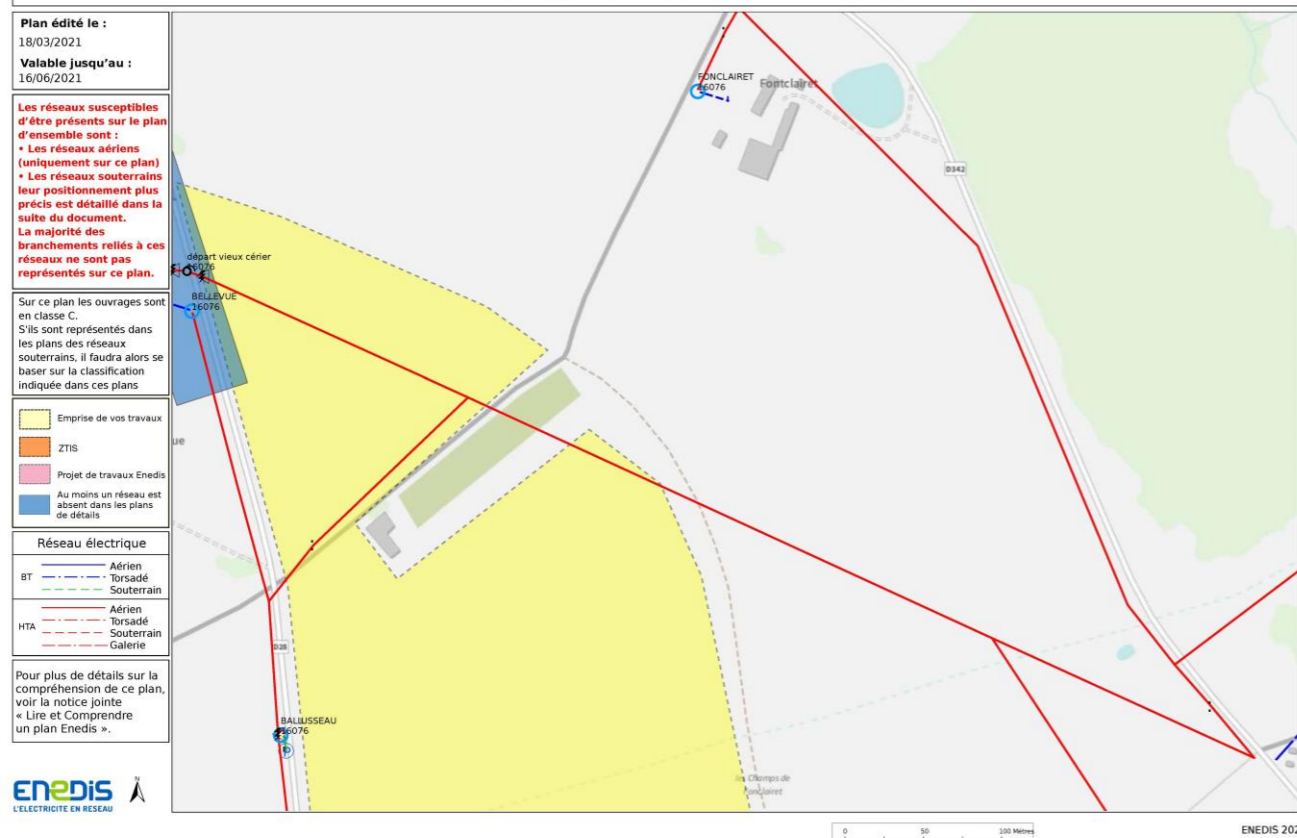 Plan édité le :
18/03/2021
Valable jusqu’au :
16/06/2021
Les réseaux susceptibles
d’être présents sur le plan
d’ensemble sont :
• Les réseaux aériens
(uniquement sur ce plan)
• Les réseaux souterrains
leur positionnement plus
précis est détaillé dans la
suite du document.
La majorité des
branchements reliés à ces
réseaux ne sont pas
représentés sur ce plan.
Sur ce plan les ouvrages sont
en classe C.
S'ils sont représentés dans
les plans des réseaux
souterrains, il faudra alors se
baser sur la classification
indiquée dans ces plans
Emprise de vos travaux
ZTIS
Projet de travaux Enedis
Au moins un réseau est
absent dans les plans
de détails
Réseau électrique
BT
Aérien
Torsadé
Souterrain
HTA
Aérien
Torsadé
Souterrain
Galerie
Pour plus de détails sur la
compréhension de ce plan,
voir la notice jointe
« Lire et Comprendre
un plan Enedis ».
ENEDIS
L'ELECTRICITE EN RESEAU
N
FONCLAIRET
16076
Fontclairet
D342
départ vieux cérier
16076
BELLEVUE
16076
ue
D28
BALUSSEAU
16076
les Champs de
Fonclairet
0 50 100 Mètres
ENEDIS 202